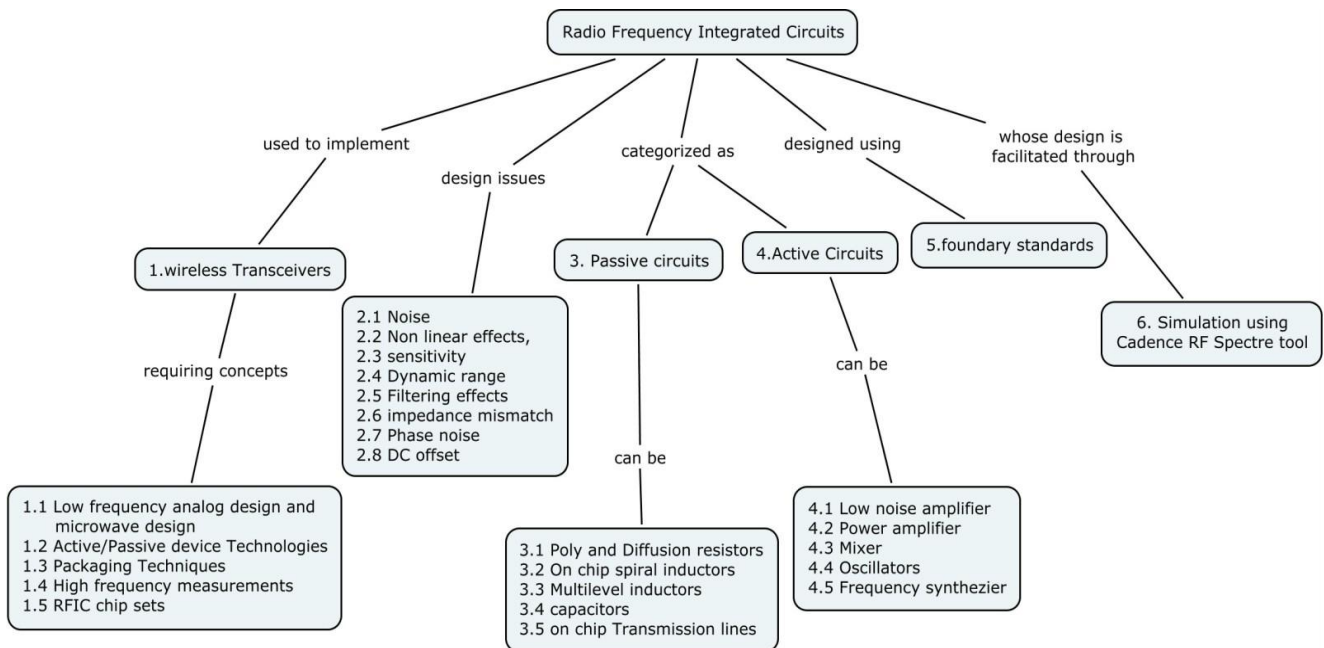 Radio Frequency Integrated Circuits
used to implement
design issues
categorized as
designed using
whose design is
facilitated through
1.wireless Transceivers
3. Passive circuits
4.Active Circuits
5.foundary standards
6. Simulation using
Cadence RF Spectre tool
requiring concepts
2.1 Noise
2.2 Non linear effects,
2.3 sensitivity
2.4 Dynamic range
2.5 Filtering effects
2.6 impedance mismatch
2.7 Phase noise
2.8 DC offset
can be
can be
1.1 Low frequency analog design and
microwave design
1.2 Active/Passive device Technologies
1.3 Packaging Techniques
1.4 High frequency measurements
1.5 RFIC chip sets
3.1 Poly and Diffusion resistors
3.2 On chip spiral inductors
3.3 Multilevel inductors
3.4 capacitors
3.5 on chip Transmission lines
4.1 Low noise amplifier
4.2 Power amplifier
4.3 Mixer
4.4 Oscillators
4.5 Frequency synthezier